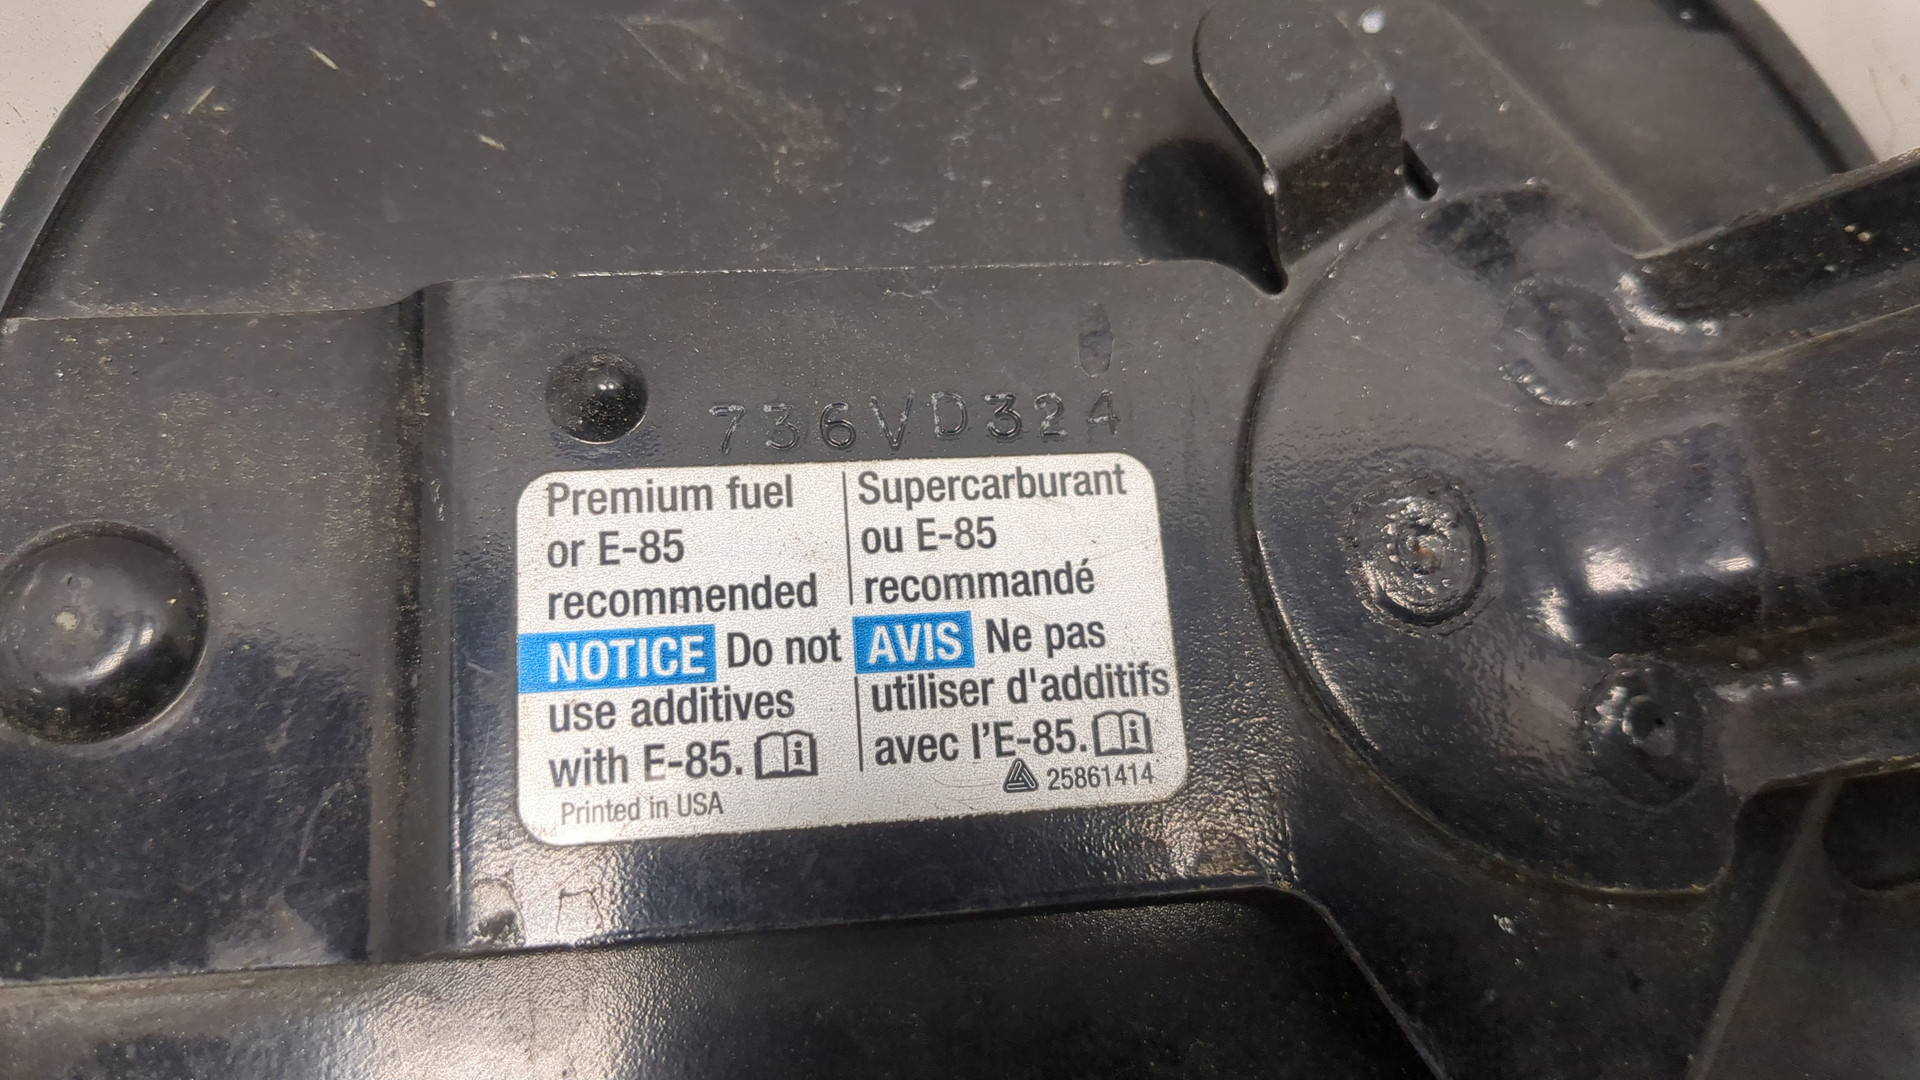 736VD324
Premium fuel
or E-85
recommended
NOTICE Do not
use additives
with E-85.
Printed in USA
Supercarburant
ou E-85
recommandé
AVIS Ne pas
utiliser d'additifs
avec l'E-85.
25861414